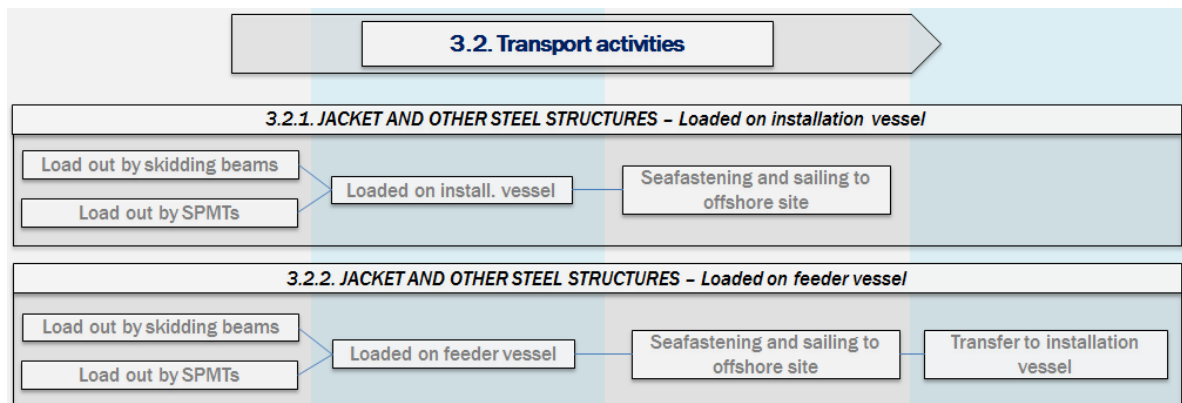 3.2. Transport activities
3.2.1. JACKET AND OTHER STEEL STRUCTURES – Loaded on installation vessel
Load out by skidding beams
Load out by SPMTs
Loaded on install. vessel
Seafastening and sailing to
offshore site
3.2.2. JACKET AND OTHER STEEL STRUCTURES – Loaded on feeder vessel
Load out by skidding beams
Load out by SPMTs
Loaded on feeder vessel
Seafastening and sailing to
offshore site
Transfer to installation
vessel